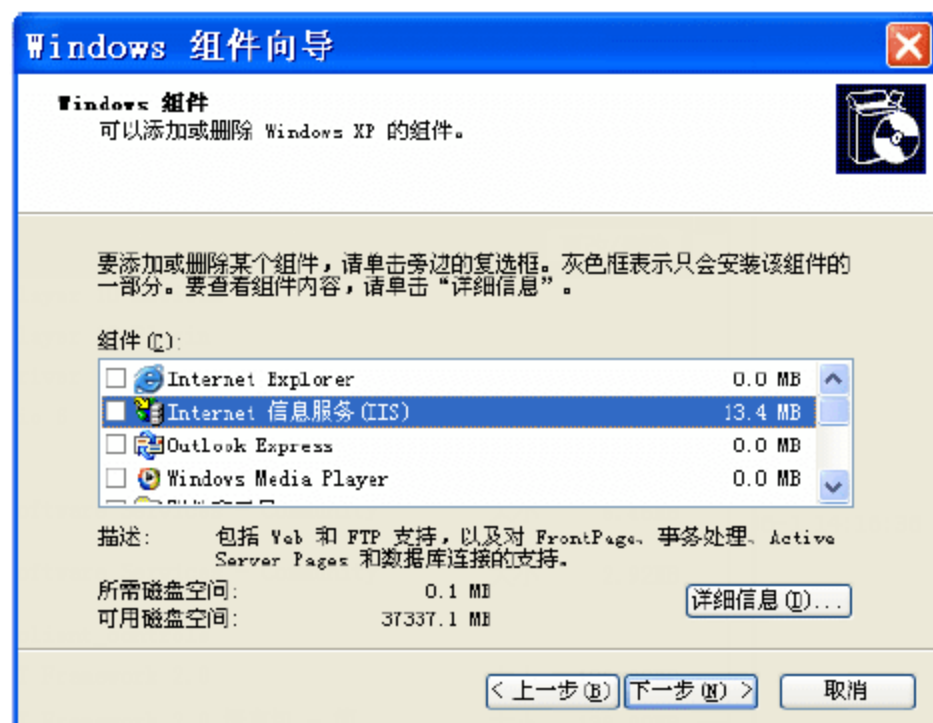 Windows 组件向导
Windows 组件
可以添加或删除 Windows XP 的组件。
要添加或删除某个组件，请单击旁边的复选框。灰色框表示只会安装该组件的
一部分。要查看组件内容，请单击“详细信息”。
组件(C):
Internet Explorer 0.0 MB
Internet 信息服务(IIS) 13.4 MB
Outlook Express 0.0 MB
Windows Media Player 0.0 MB
描述: 包括 Web 和 FTP 支持，以及对 FrontPage、事务处理、Active
Server Pages 和数据库连接的支持。
所需磁盘空间: 0.1 MB
可用磁盘空间: 37337.1 MB
详细信息(D)...
< 上一步(B) 下一步(N) > 取消